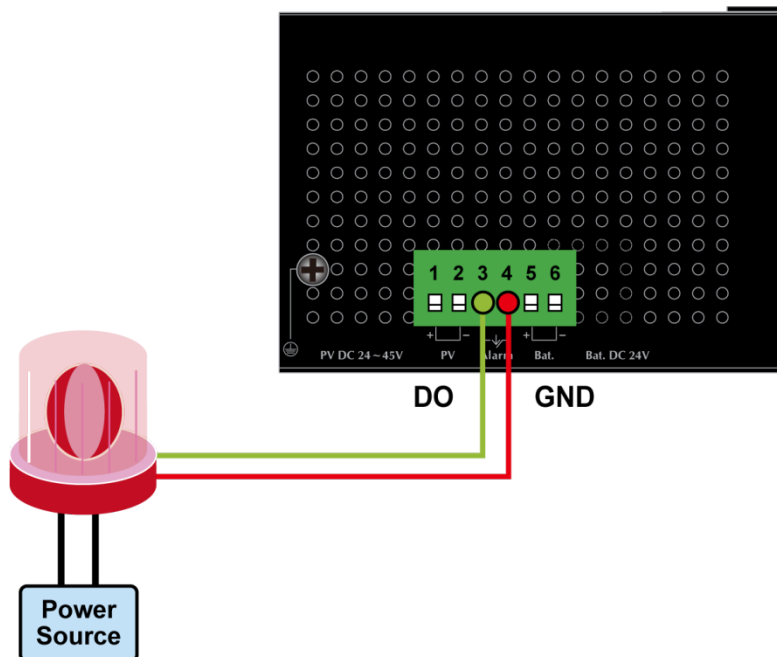 1 2 3 4 5 6
+ − + −
PV DC 24~45V PV Alarm Bat. Bat. DC 24V
DO GND
Power
Source